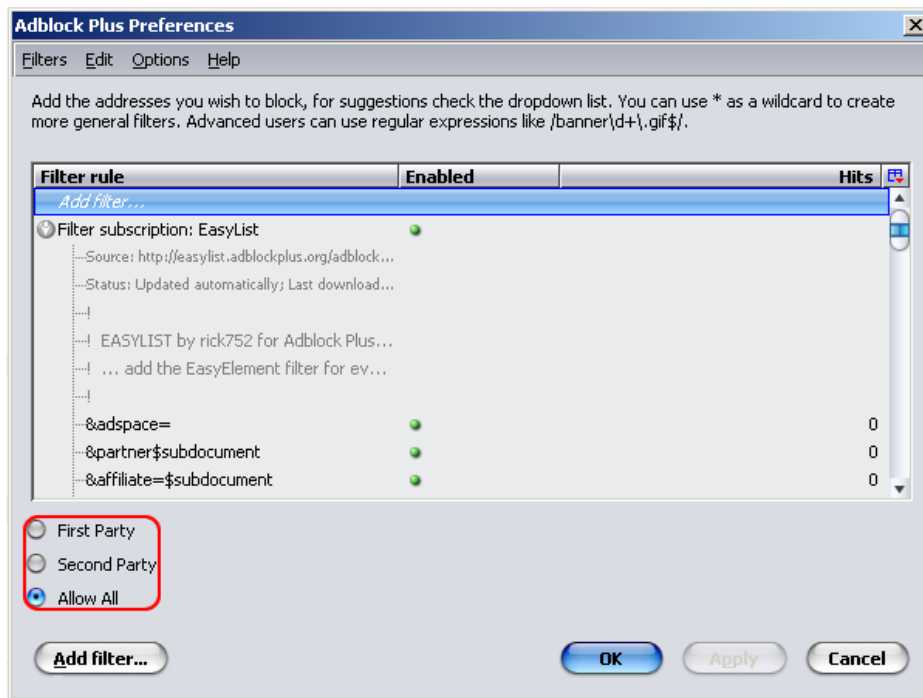 Adblock Plus Preferences
Filters Edit Options Help
Add the addresses you wish to block, for suggestions check the dropdown list. You can use * as a wildcard to create
more general filters. Advanced users can use regular expressions like /banner\d+\.gif$/.
Filter rule Enabled Hits
Add filter...
Filter subscription: EasyList
Source: http://easylist.adblockplus.org/adblock...
Status: Updated automatically; Last download...
!
! EASYLIST by rick752 for Adblock Plus...
! ... add the EasyElement filter for ev...
!
&adspace= 0
&partner$subdocument 0
&affiliate=$subdocument 0
First Party
Second Party
Allow All
Add filter... OK Apply Cancel